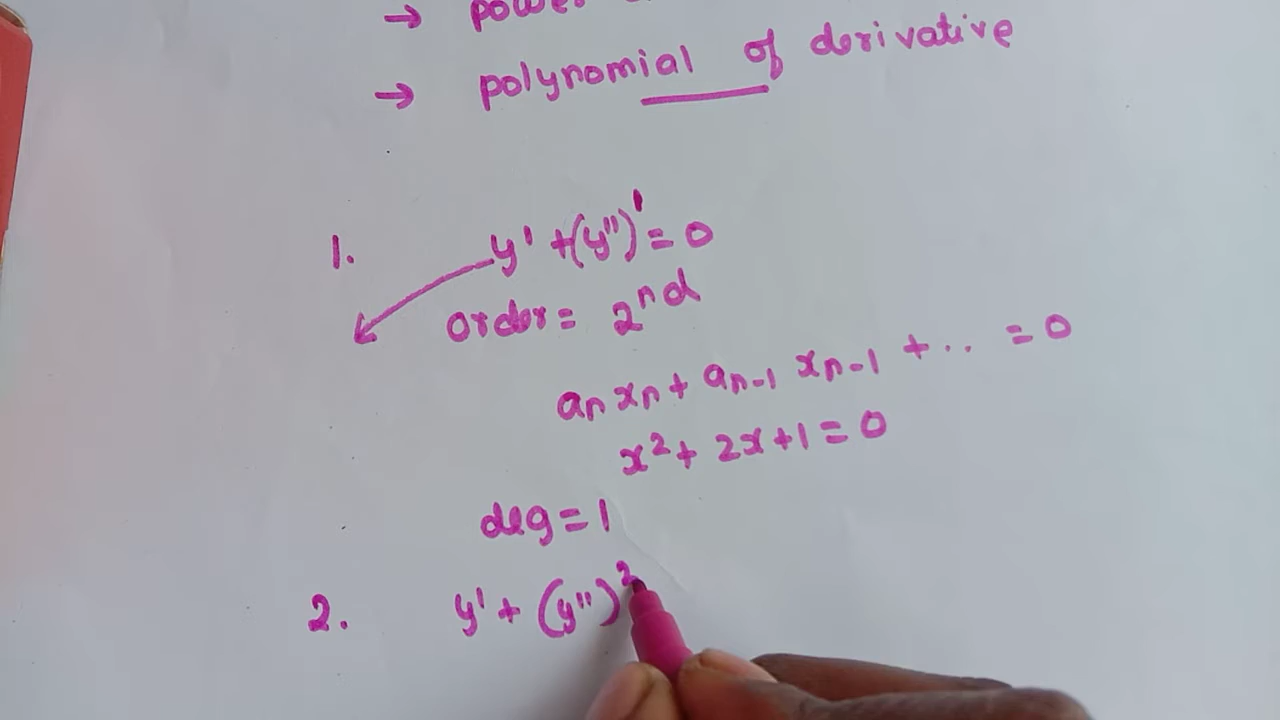 → power
→ polynomial of derivative
1. y' + (y'')¹ = 0
order = 2ⁿᵈ
aₙ xₙ + aₙ₋₁ xₙ₋₁ + .. = 0
x² + 2x + 1 = 0
deg = 1
2. y' + (y'')²